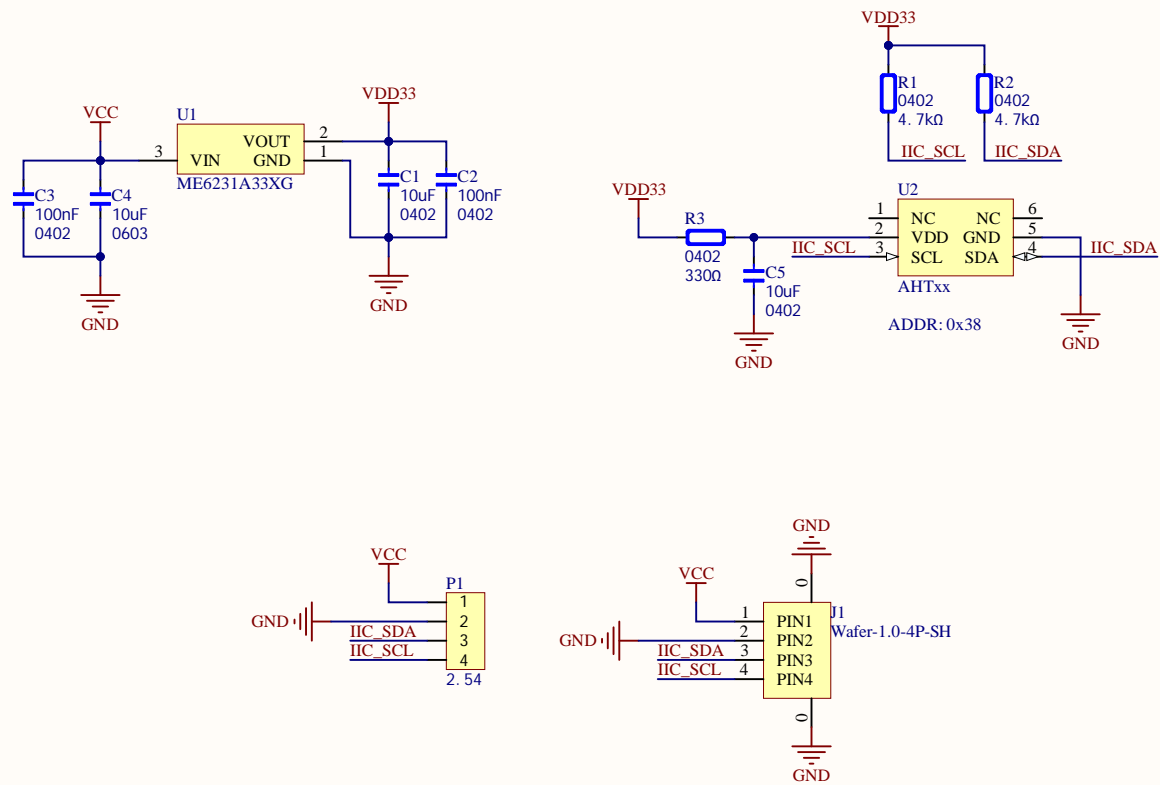 VCC
3
U1
VIN
VOUT
GND
2
1
ME6231A33XG
C3
100nF
0402
C4
10uF
0603
GND
VDD33
C1
10uF
0402
C2
100nF
0402
GND
VDD33
R1
0402
4.7kΩ
R2
0402
4.7kΩ
IIC_SCL
IIC_SDA
VDD33
R3
0402
330Ω
C5
10uF
0402
GND
U2
1
NC
NC
6
2
VDD
GND
5
IIC_SCL
3
SCL
SDA
4
IIC_SDA
AHTxx
ADDR: 0x38
GND
VCC
P1
1
GND
2
IIC_SDA
3
IIC_SCL
4
2.54
GND
0
VCC
J1
Wafer-1.0-4P-SH
1
PIN1
GND
2
PIN2
IIC_SDA
3
PIN3
IIC_SCL
4
PIN4
0
GND